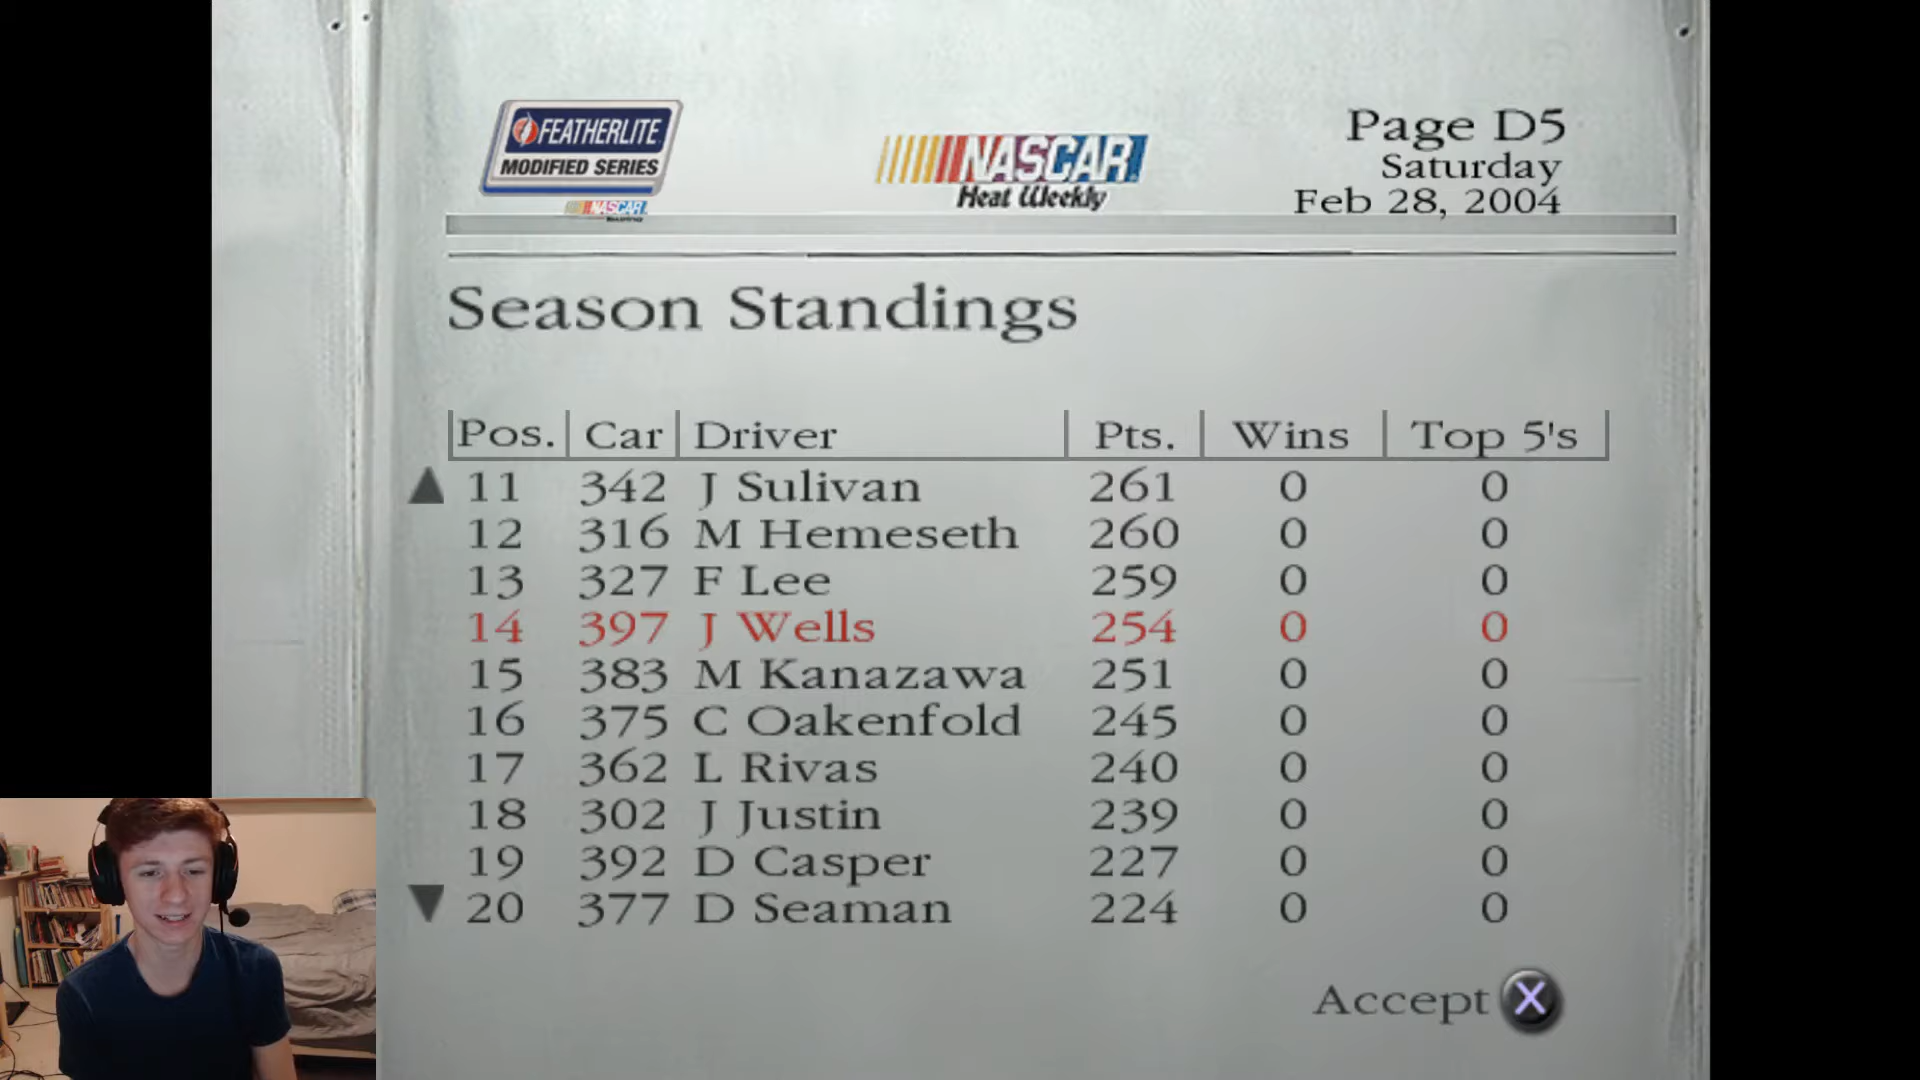 FEATHERLITE
MODIFIED SERIES
NASCAR
NASCAR
Heat Weekly
Page D5
Saturday
Feb 28, 2004
Season Standings
Pos. Car Driver Pts. Wins Top 5's
11 342 J Sulivan 261 0 0
12 316 M Hemeseth 260 0 0
13 327 F Lee 259 0 0
14 397 J Wells 254 0 0
15 383 M Kanazawa 251 0 0
16 375 C Oakenfold 245 0 0
17 362 L Rivas 240 0 0
18 302 J Justin 239 0 0
19 392 D Casper 227 0 0
20 377 D Seaman 224 0 0
Accept X